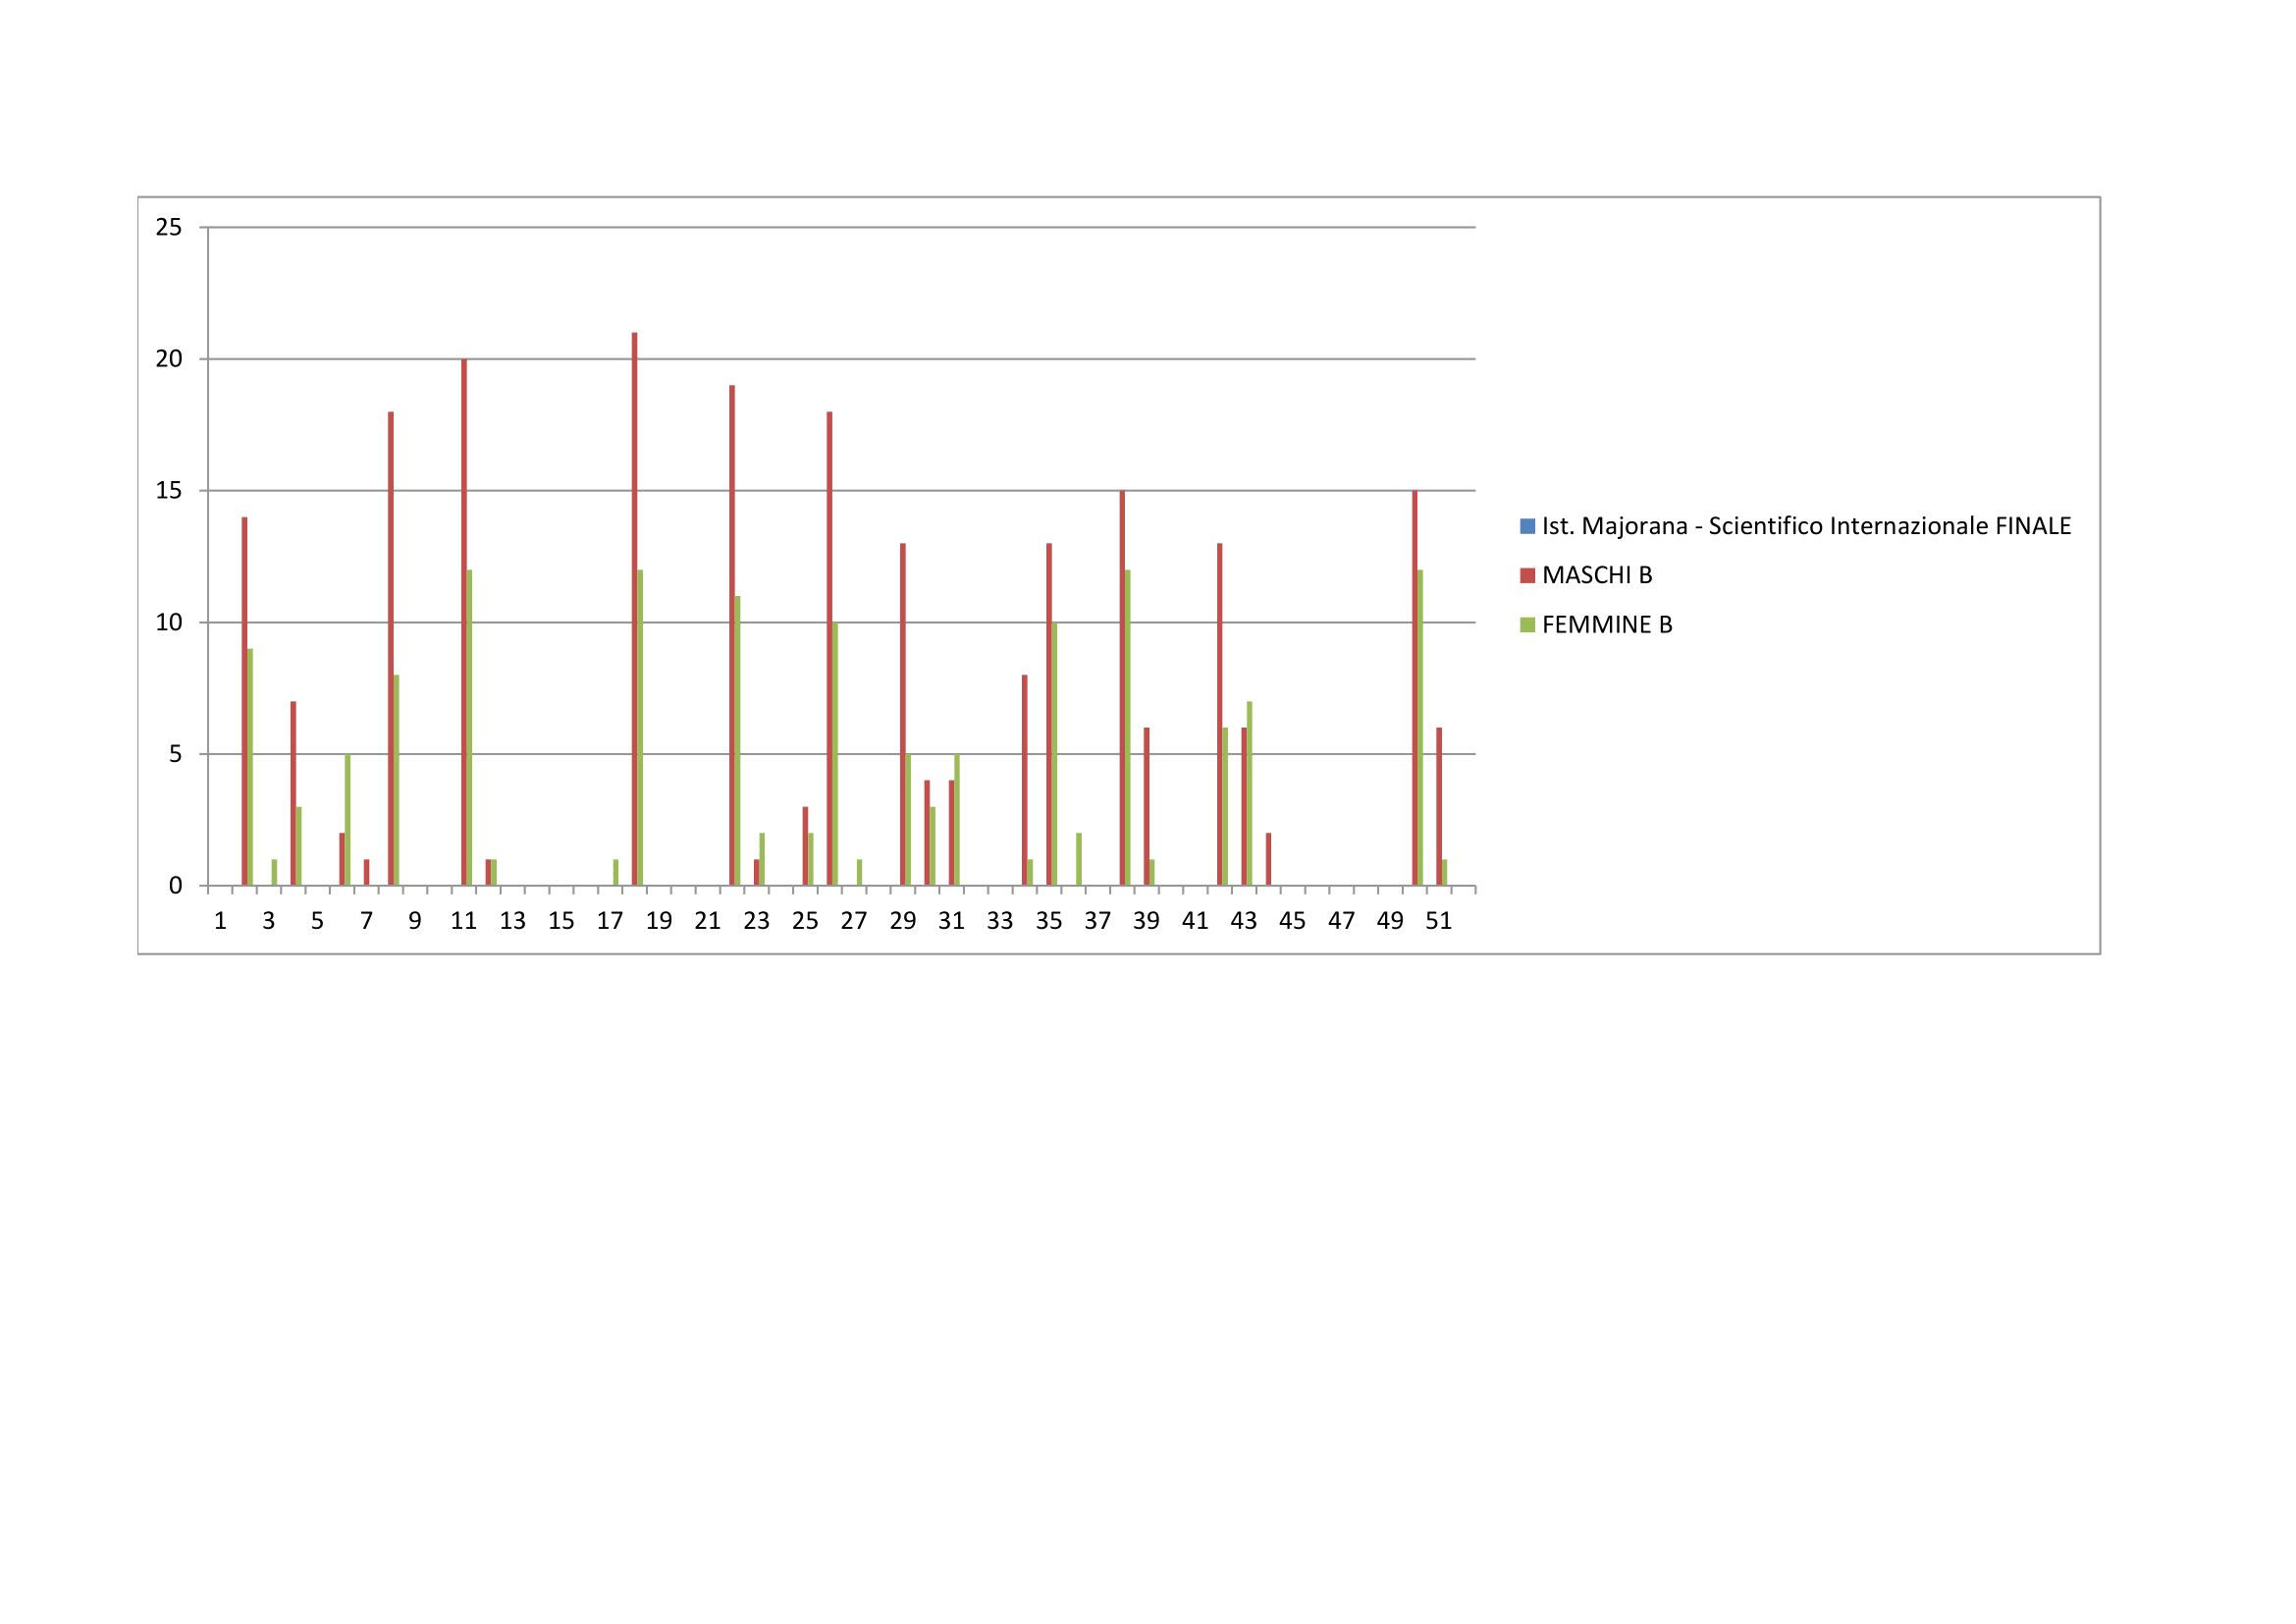 25
20
15
10
5
0
1 3 5 7 9 11 13 15 17 19 21 23 25 27 29 31 33 35 37 39 41 43 45 47 49 51
Ist. Majorana - Scientifico Internazionale FINALE
MASCHI B
FEMMINE B